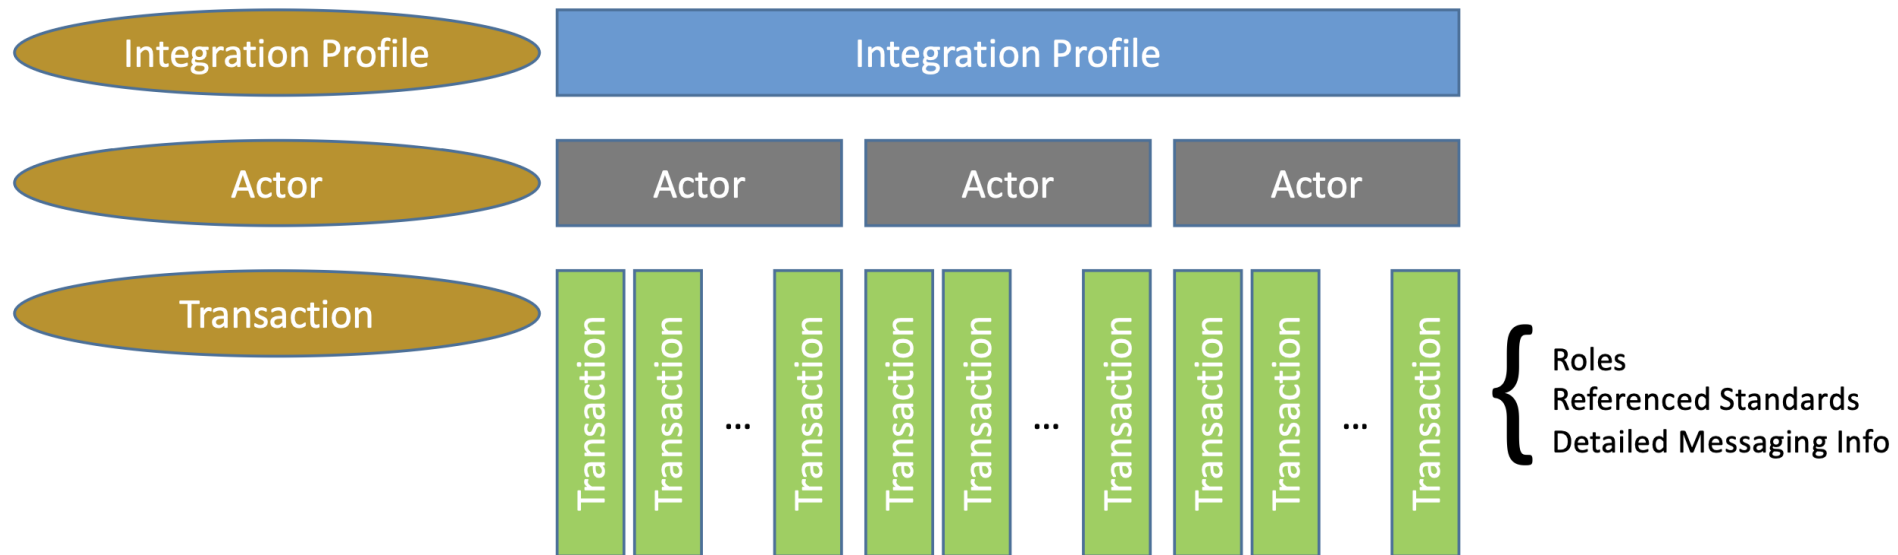 Integration Profile
Integration Profile
Actor
Actor
Actor
Actor
Transaction
Transaction
Transaction
...
Transaction
Transaction
Transaction
...
Transaction
Transaction
Transaction
...
Transaction
{
Roles
Referenced Standards
Detailed Messaging Info